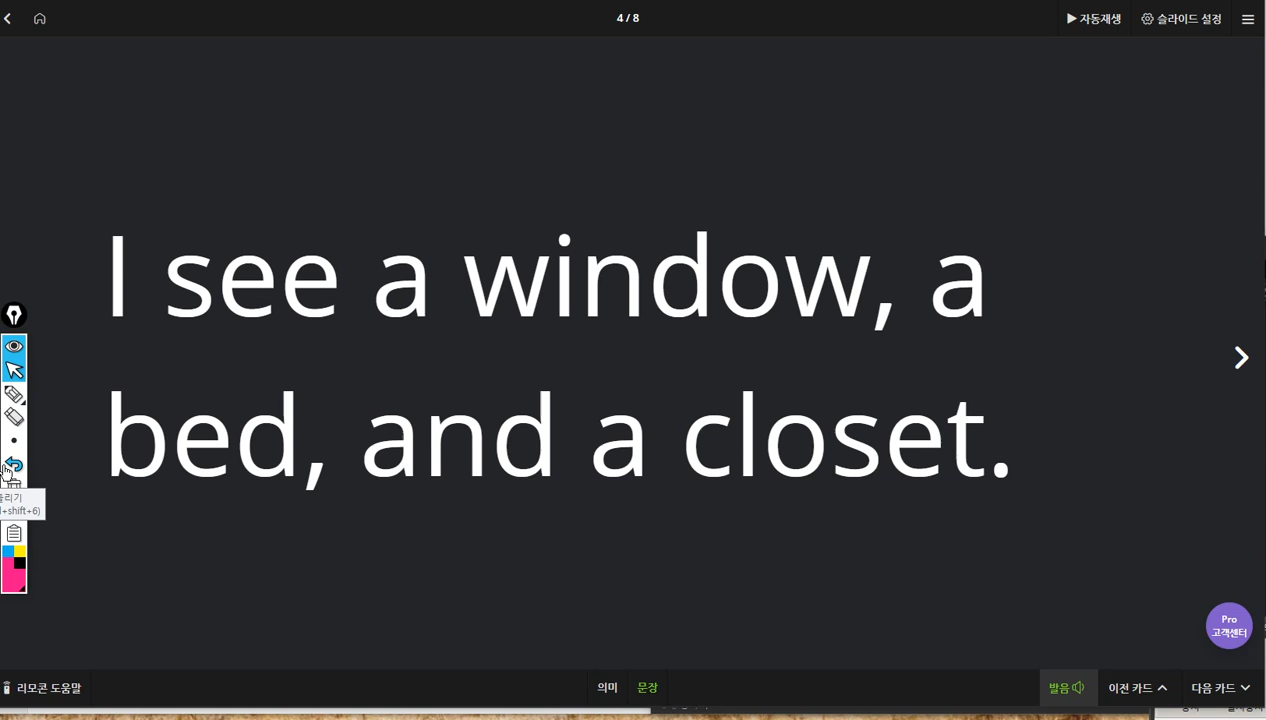 4 / 8
▶ 자동재생
슬라이드 설정
I see a window, a
bed, and a closet.
+shift+6)
Pro
고객센터
리모콘 도움말
의미
문장
발음
이전 카드
다음 카드